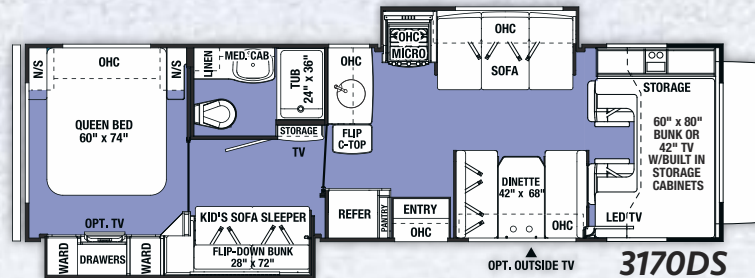 N/S
OHC
N/S
QUEEN BED
60" x 74"
OPT. TV
WARD
DRAWERS
WARD
LINEN
MED. CAB
TUB
24" x 36"
STORAGE
TV
KID'S SOFA SLEEPER
FLIP-DOWN BUNK
28" x 72"
OHC
FLIP
C-TOP
REFER
PANTRY
ENTRY
OHC
OHC
MICRO
OHC
SOFA
DINETTE
42" x 68"
OHC
OPT. OUTSIDE TV
STORAGE
60" x 80"
BUNK OR
42" TV
W/BUILT IN
STORAGE
CABINETS
LED TV
3170DS